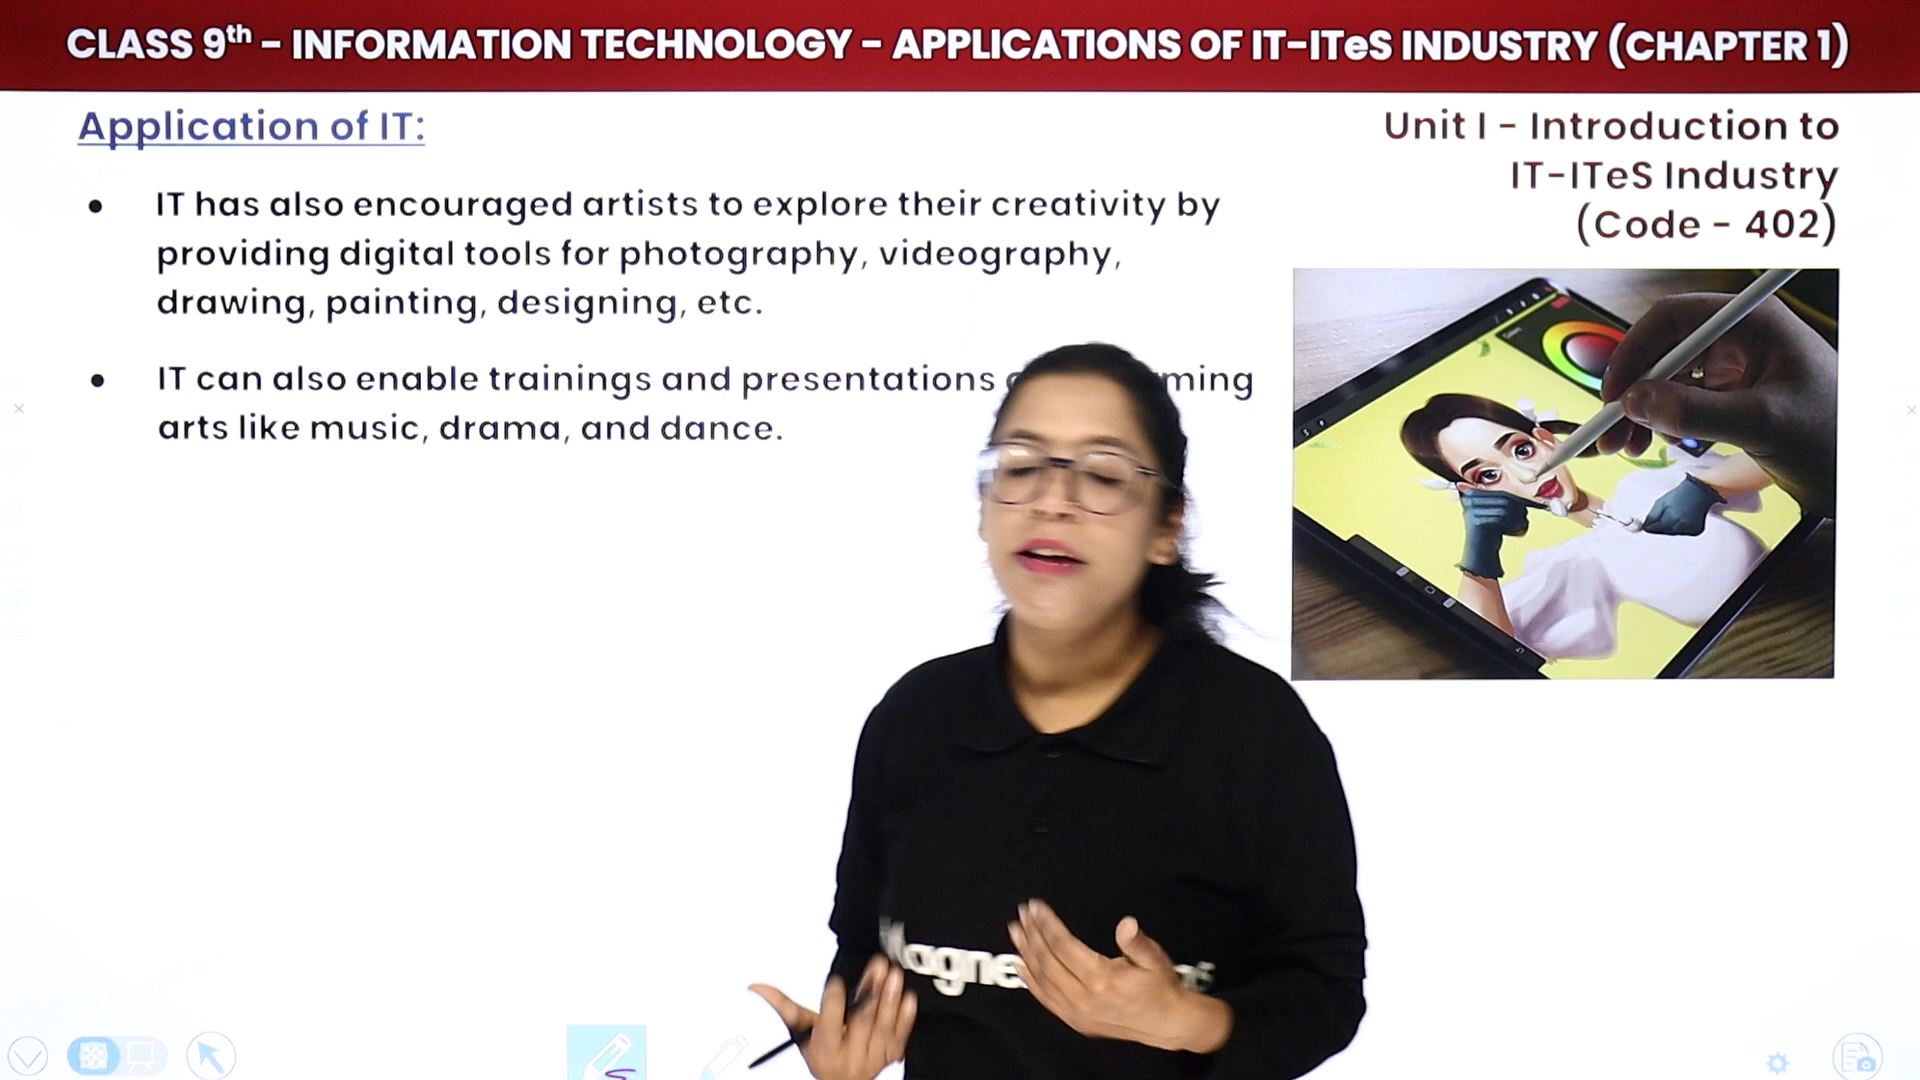 CLASS 9th - INFORMATION TECHNOLOGY - APPLICATIONS OF IT-ITeS INDUSTRY (CHAPTER 1)
Application of IT:
Unit I - Introduction to
IT-ITeS Industry
(Code - 402)
• IT has also encouraged artists to explore their creativity by
providing digital tools for photography, videography,
drawing, painting, designing, etc.
• IT can also enable trainings and presentations
arts like music, drama, and dance.